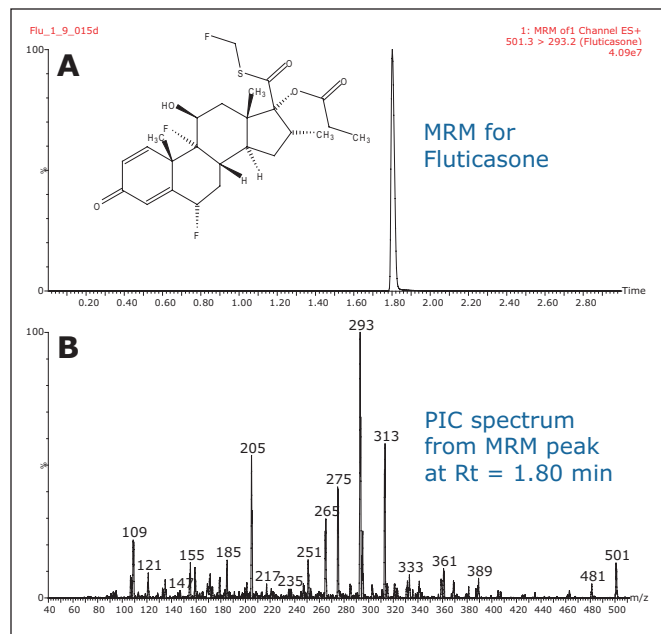 Flu_1_9_015d
1: MRM of1 Channel ES+
501.3 > 293.2 (Fluticasone)
4.09e7
100
A
F
S
O
CH₃
O
O
HO
F
CH₃
CH₃
CH₃
H
H
O
F
MRM for
Fluticasone
%
0
0.20 0.40 0.60 0.80 1.00 1.20 1.40 1.60 1.80 2.00 2.20 2.40 2.60 2.80
Time
100
B
293
PIC spectrum
from MRM peak
at Rt = 1.80 min
313
205
275
265
%
109
155
185
251
121
147
217
235
333
361
389
481
501
0
40 60 80 100 120 140 160 180 200 220 240 260 280 300 320 340 360 380 400 420 440 460 480 500
m/z